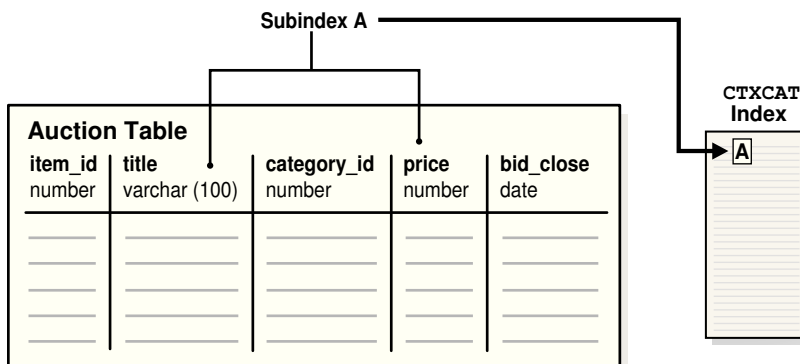 Subindex A
CTXCAT
Index
A
Auction Table
item_id title category_id price bid_close
number varchar (100) number number date